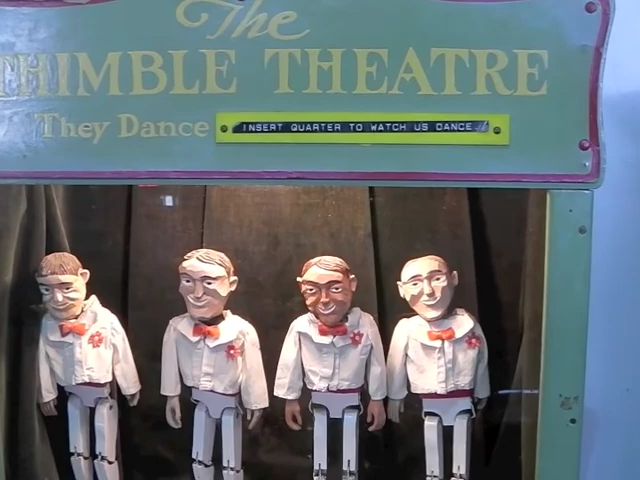 The
THIMBLE THEATRE
They Dance
INSERT QUARTER TO WATCH US DANCE